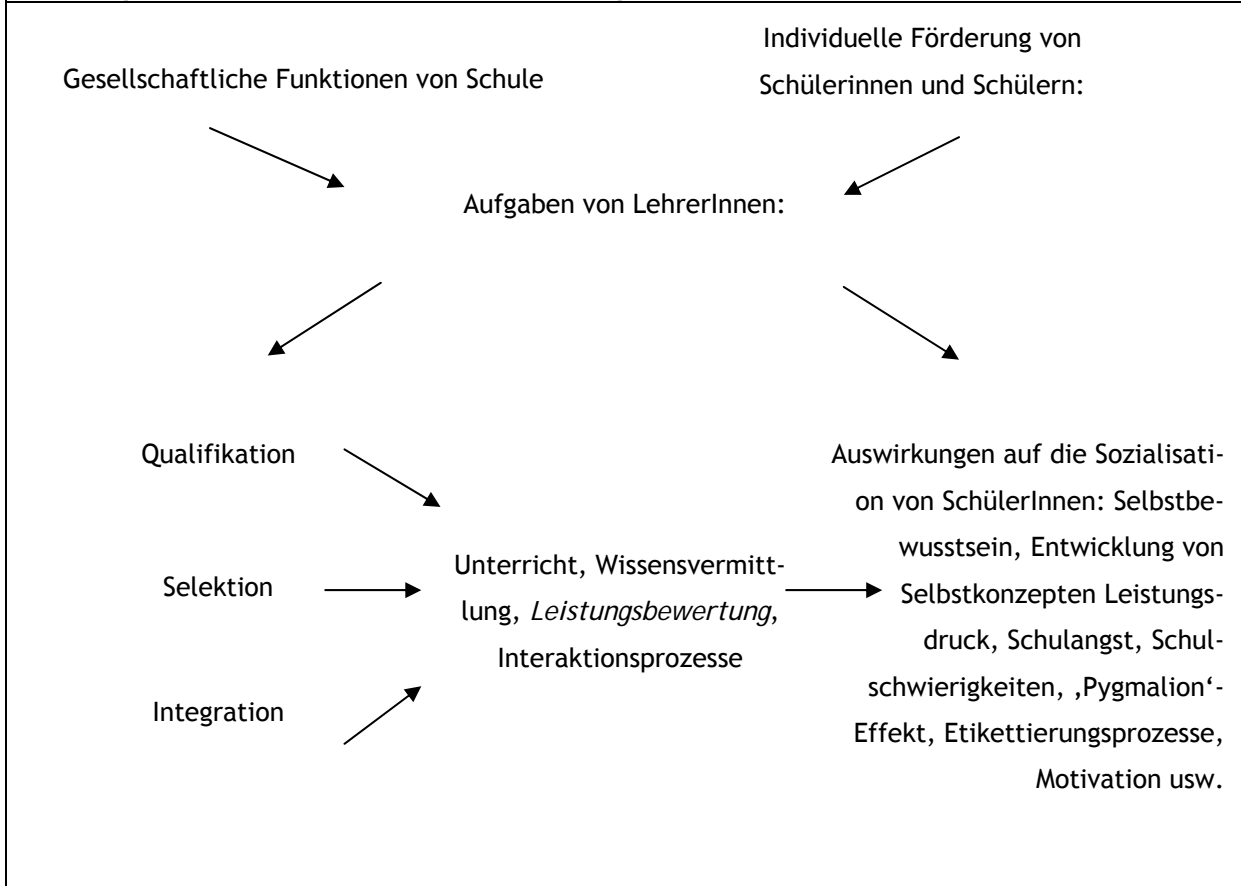 Gesellschaftliche Funktionen von Schule
Individuelle Förderung von
Schülerinnen und Schülern:
Aufgaben von LehrerInnen:
Qualifikation
Selektion
Integration
Unterricht, Wissensvermitt-
lung, Leistungsbewertung,
Interaktionsprozesse
Auswirkungen auf die Sozialisati-
on von SchülerInnen: Selbstbe-
wusstsein, Entwicklung von
Selbstkonzepten Leistungs-
druck, Schulangst, Schul-
schwierigkeiten, ‚Pygmalion‘-
Effekt, Etikettierungsprozesse,
Motivation usw.